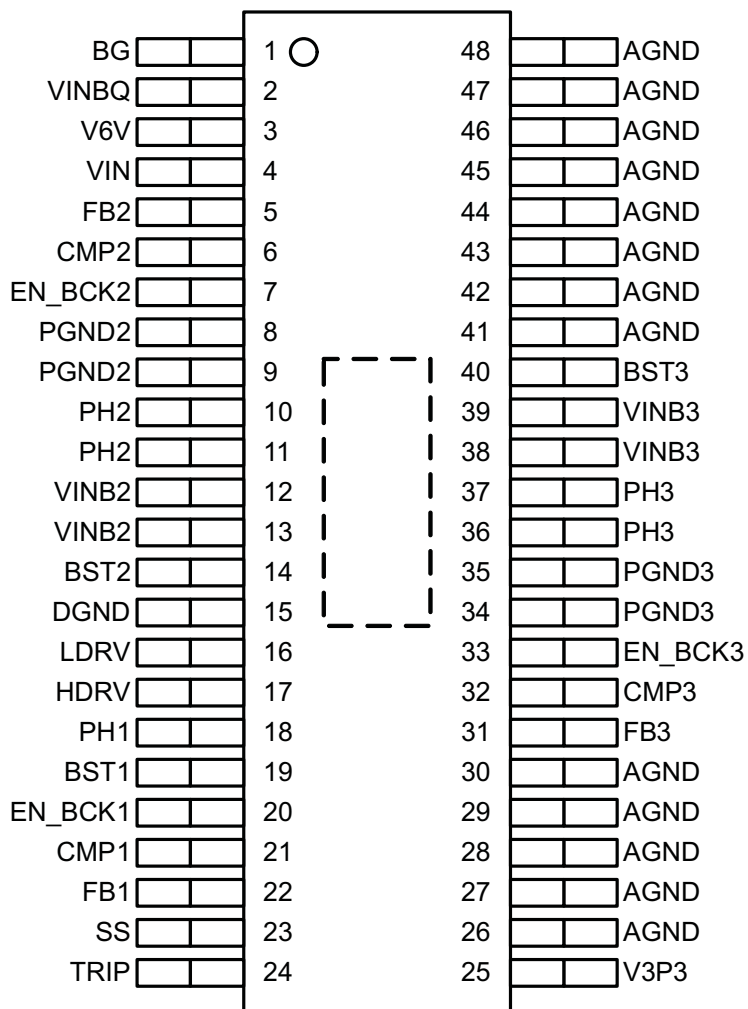 BG 1 48 AGND
VINBQ 2 47 AGND
V6V 3 46 AGND
VIN 4 45 AGND
FB2 5 44 AGND
CMP2 6 43 AGND
EN_BCK2 7 42 AGND
PGND2 8 41 AGND
PGND2 9 40 BST3
PH2 10 39 VINB3
PH2 11 38 VINB3
VINB2 12 37 PH3
VINB2 13 36 PH3
BST2 14 35 PGND3
DGND 15 34 PGND3
LDRV 16 33 EN_BCK3
HDRV 17 32 CMP3
PH1 18 31 FB3
BST1 19 30 AGND
EN_BCK1 20 29 AGND
CMP1 21 28 AGND
FB1 22 27 AGND
SS 23 26 AGND
TRIP 24 25 V3P3